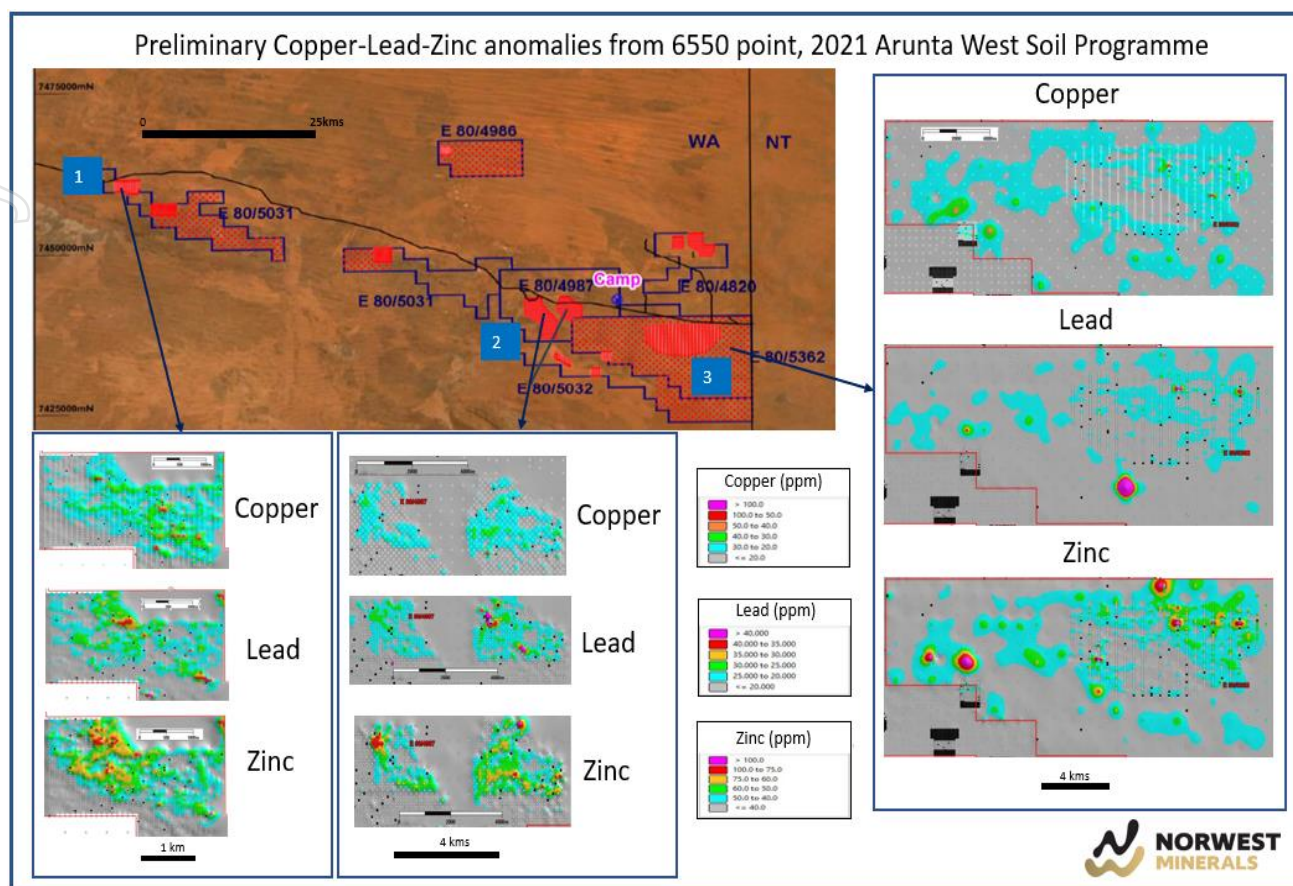 Preliminary Copper-Lead-Zinc anomalies from 6550 point, 2021 Arunta West Soil Programme
7475000mN
0 25kms
E 80/4986
WA NT
1
E 80/5031
7450000mN
Camp
E 80/4987
E 80/4820
E 80/5031
2
E 80/5362
3
E 80/5032
7425000mN
Copper
Lead
Zinc
1 km
Copper
Lead
Zinc
4 kms
Copper (ppm)
> 100.0
100.0 to 50.0
50.0 to 40.0
40.0 to 30.0
30.0 to 20.0
<= 20.0
Lead (ppm)
> 40.000
40.000 to 35.000
35.000 to 30.000
30.000 to 25.000
25.000 to 20.000
<= 20.000
Zinc (ppm)
> 100.0
100.0 to 75.0
75.0 to 60.0
60.0 to 50.0
50.0 to 40.0
<= 40.0
Copper
Lead
Zinc
4 kms
NORWEST
MINERALS